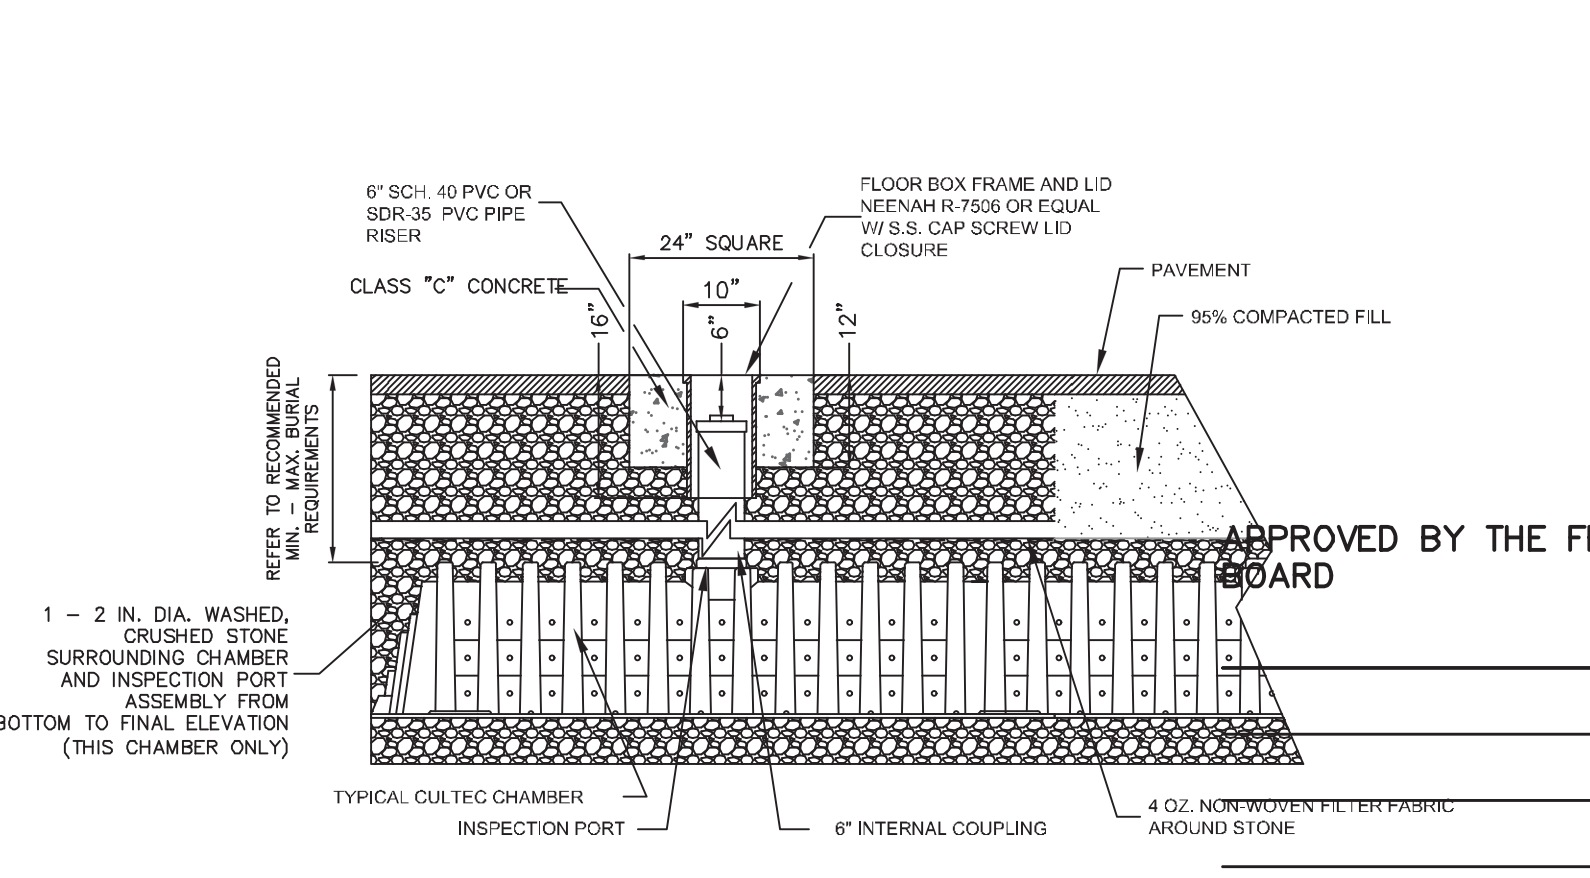 6" SCH. 40 PVC OR
SDR-35 PVC PIPE
RISER
FLOOR BOX FRAME AND LID
NEENAH R-7506 OR EQUAL
W/ S.S. CAP SCREW LID
CLOSURE
24" SQUARE
CLASS "C" CONCRETE
10"
16"
6"
12"
PAVEMENT
95% COMPACTED FILL
REFER TO RECOMMENDED
MIN. - MAX. BURIAL
REQUIREMENTS
APPROVED BY THE
BOARD
1 - 2 IN. DIA. WASHED,
CRUSHED STONE
SURROUNDING CHAMBER
AND INSPECTION PORT
ASSEMBLY FROM
BOTTOM TO FINAL ELEVATION
(THIS CHAMBER ONLY)
TYPICAL CULTEC CHAMBER
INSPECTION PORT
6" INTERNAL COUPLING
4 OZ. NON-WOVEN FILTER FABRIC
AROUND STONE